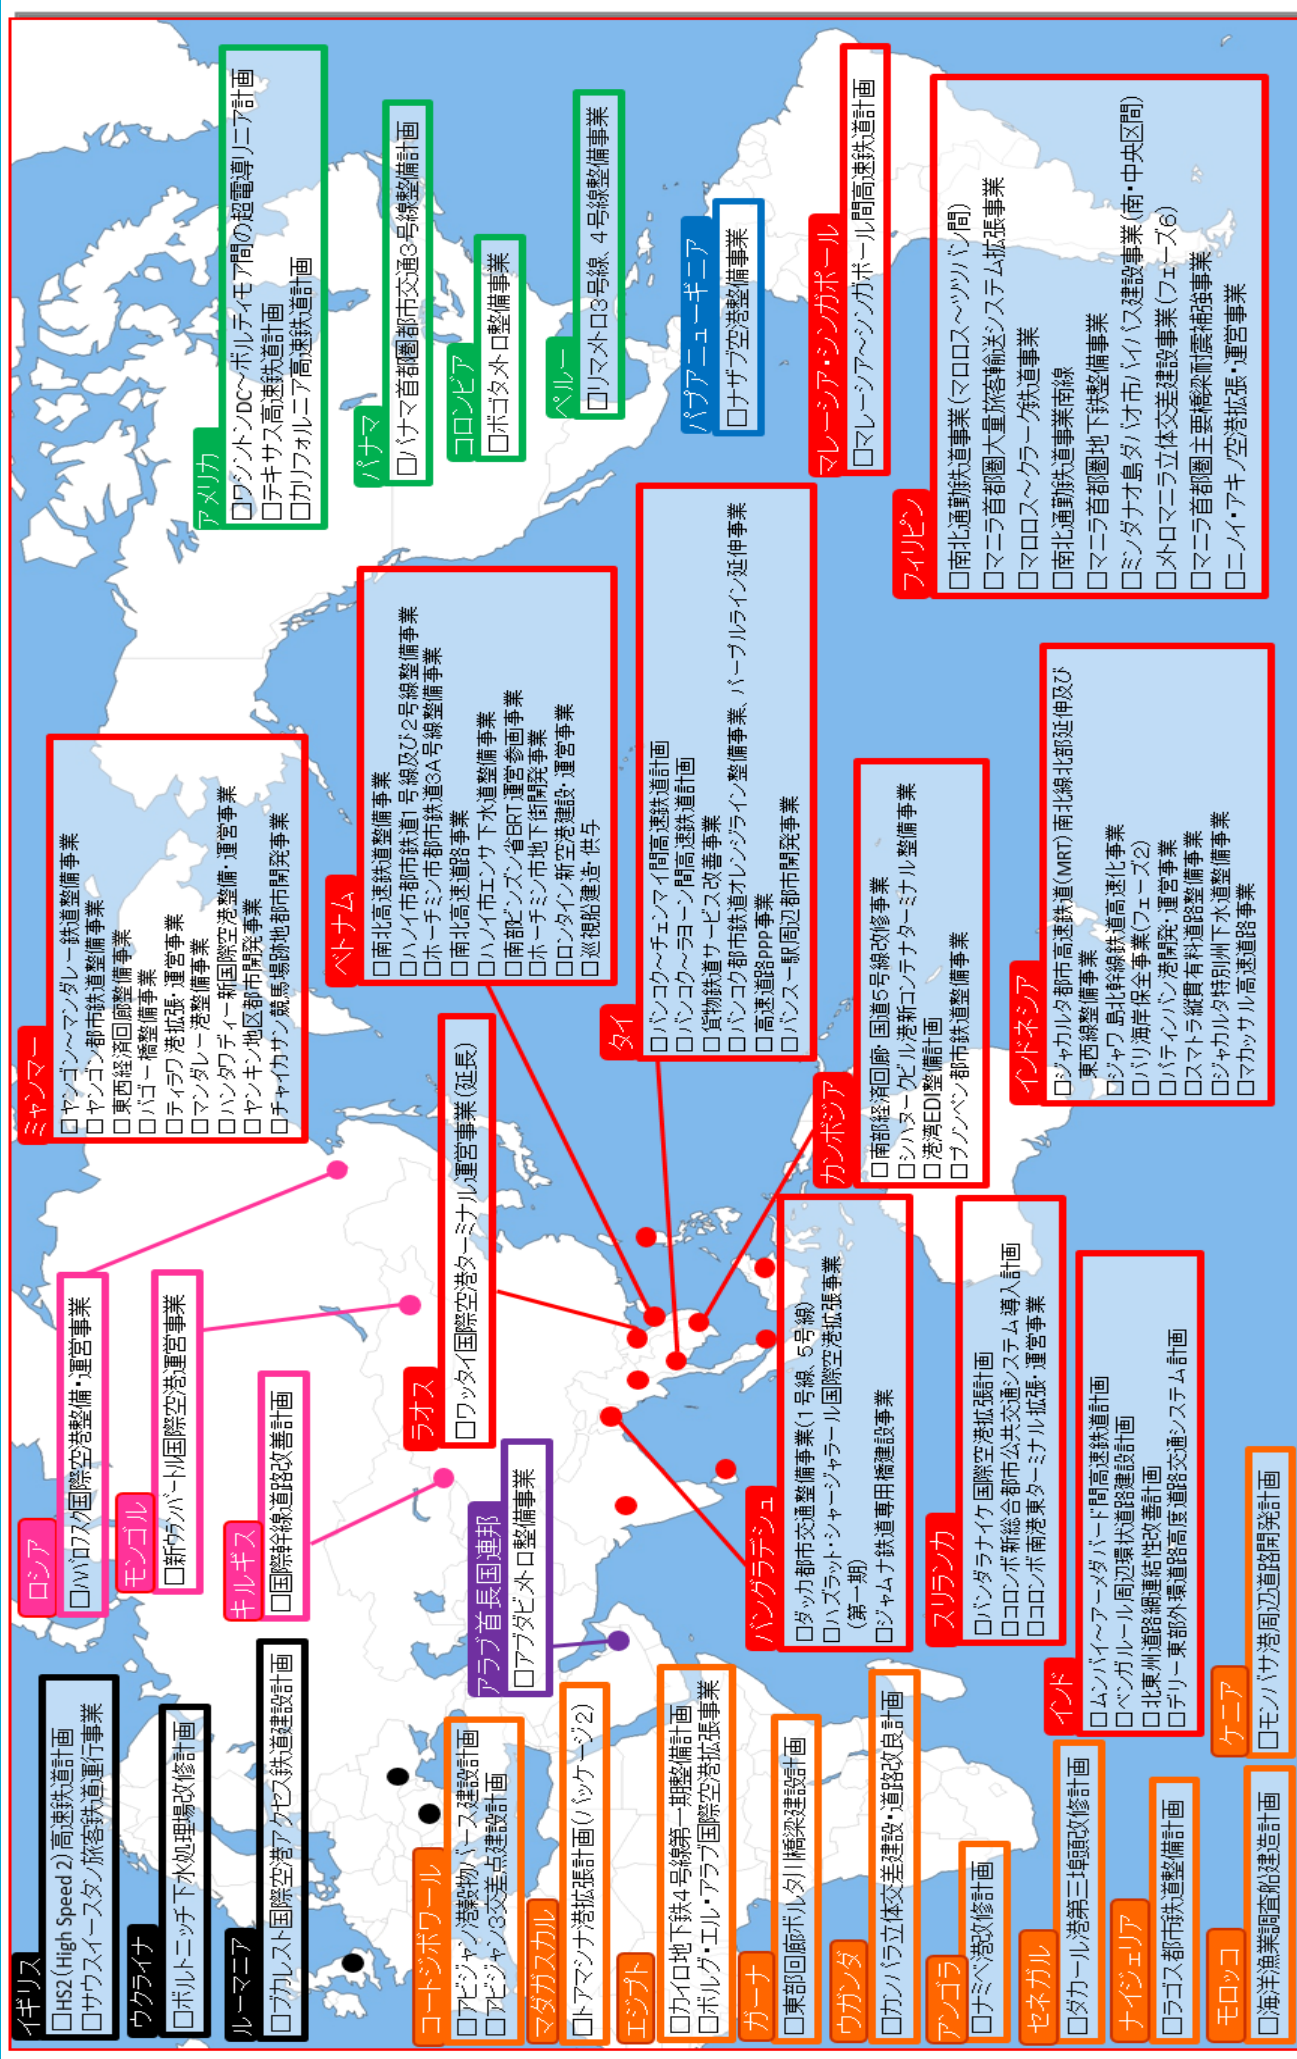 イギリス
□HS2(High Speed 2)高速鉄道計画
□サウスイースタン旅客鉄道運行事業
ウクライナ
□ボルトニッチ下水処理場改修計画
ルーマニア
□ブカレスト国際空港アクセス鉄道建設計画
ロシア
□ハバロフスク国際空港整備・運営事業
モンゴル
□新ウランバートル国際空港運営事業
キルギス
□国際幹線道路改善計画
ミャンマー
□ヤンゴン～マンダレー鉄道整備事業
□ヤンゴン都市鉄道整備事業
□東西経済回廊整備事業
□バゴー橋整備事業
□ティラワ港拡張・運営事業
□マンダレー港整備事業
□ハンタワディー新国際空港整備・運営事業
□ヤンキン地区都市開発事業
□チャイカサン競馬場跡地都市開発事業
アメリカ
□ワシントンDC～ボルティモア間の超電導リニア計画
□テキサス高速鉄道計画
□カリフォルニア高速鉄道計画
パナマ
□パナマ首都圏都市交通3号線整備計画
コロンビア
□ボゴタメトロ整備事業
ペルー
□リマメトロ3号線、4号線整備事業
ベトナム
□南北高速鉄道整備事業
□ハノイ市都市鉄道1号線及び2号線整備事業
□ホーチミン市都市鉄道3A号線整備事業
□南北高速道路事業
□ハノイ市エンサ下水道整備事業
□南部ビンズン省BRT運営参画事業
□ホーチミン市地下街開発事業
□ロンタイン新空港建設・運営事業
□巡視船建造・供与
ラオス
□ワッタイ国際空港ターミナル運営事業(延長)
アラブ首長国連邦
□アブダビメトロ整備事業
コートジボワール
□アビジャン港穀物バース建設計画
□アビジャン3交差点建設計画
マダガスカル
□トアマシナ港拡張計画(パッケージ2)
エジプト
□カイロ地下鉄4号線第一期整備計画
□ボルグ・エル・アラブ国際空港拡張事業
ガーナ
□東部回廊ボルタ川橋梁建設計画
ウガンダ
□カンパラ立体交差建設・道路改良計画
アンゴラ
□ナミベ港改修計画
セネガル
□ダカール港第三埠頭改修計画
ナイジェリア
□ラゴス都市鉄道整備計画
モロッコ
□海洋漁業調査船建造計画
ケニア
□モンバサ港周辺道路開発計画
タイ
□バンコク～チェンマイ間高速鉄道計画
□バンコク～ラヨーン間高速鉄道計画
□貨物鉄道サービス改善事業
□バンコク都市鉄道オレンジライン整備事業、パープルライン延伸事業
□高速道路PPP事業
□バンスー駅周辺都市開発事業
パプアニューギニア
□ナザブ空港整備事業
マレーシア・シンガポール
□マレーシア～シンガポール間高速鉄道計画
フィリピン
□南北通勤鉄道事業(マロロス～ツツバン間)
□マニラ首都圏大量旅客輸送システム拡張事業
□マロロス～クラーク鉄道事業
□南北通勤鉄道事業南線
□マニラ首都圏地下鉄整備事業
□ミンダナオ島ダバオ市バイパス建設事業(南・中央区間)
□メトロマニラ立体交差建設事業(フェーズ6)
□マニラ首都圏主要橋梁耐震補強事業
□ニノイ・アキノ空港拡張・運営事業
カンボジア
□南部経済回廊・国道5号線改修事業
□シハヌークビル港新コンテナターミナル整備事業
□港湾EDI整備計画
□プノンペン都市鉄道整備事業
バングラデシュ
□ダッカ都市交通整備事業(1号線、5号線)
□ハズラット・シャージャラール国際空港拡張事業
(第一期)
□ジャムナ鉄道専用橋建設事業
スリランカ
□バンダラナイケ国際空港拡張計画
□コロンボ新総合都市公共交通システム導入計画
□コロンボ南港東ターミナル拡張・運営事業
インド
□ムンバイ～アーメダバード間高速鉄道計画
□ベンガルール周辺環状道路建設計画
□北東州道路網連結性改善計画
□デリー東部外環道路高度道路交通システム計画
インドネシア
□ジャカルタ都市高速鉄道(MRT)南北線北部延伸及び
東西線整備事業
□ジャワ島北幹線鉄道高速化事業
□バリ海岸保全事業(フェーズ2)
□パティンバン港開発・運営事業
□スマトラ縦貫有料道路整備事業
□ジャカルタ特別州下水道整備事業
□マカッサル高速道路事業